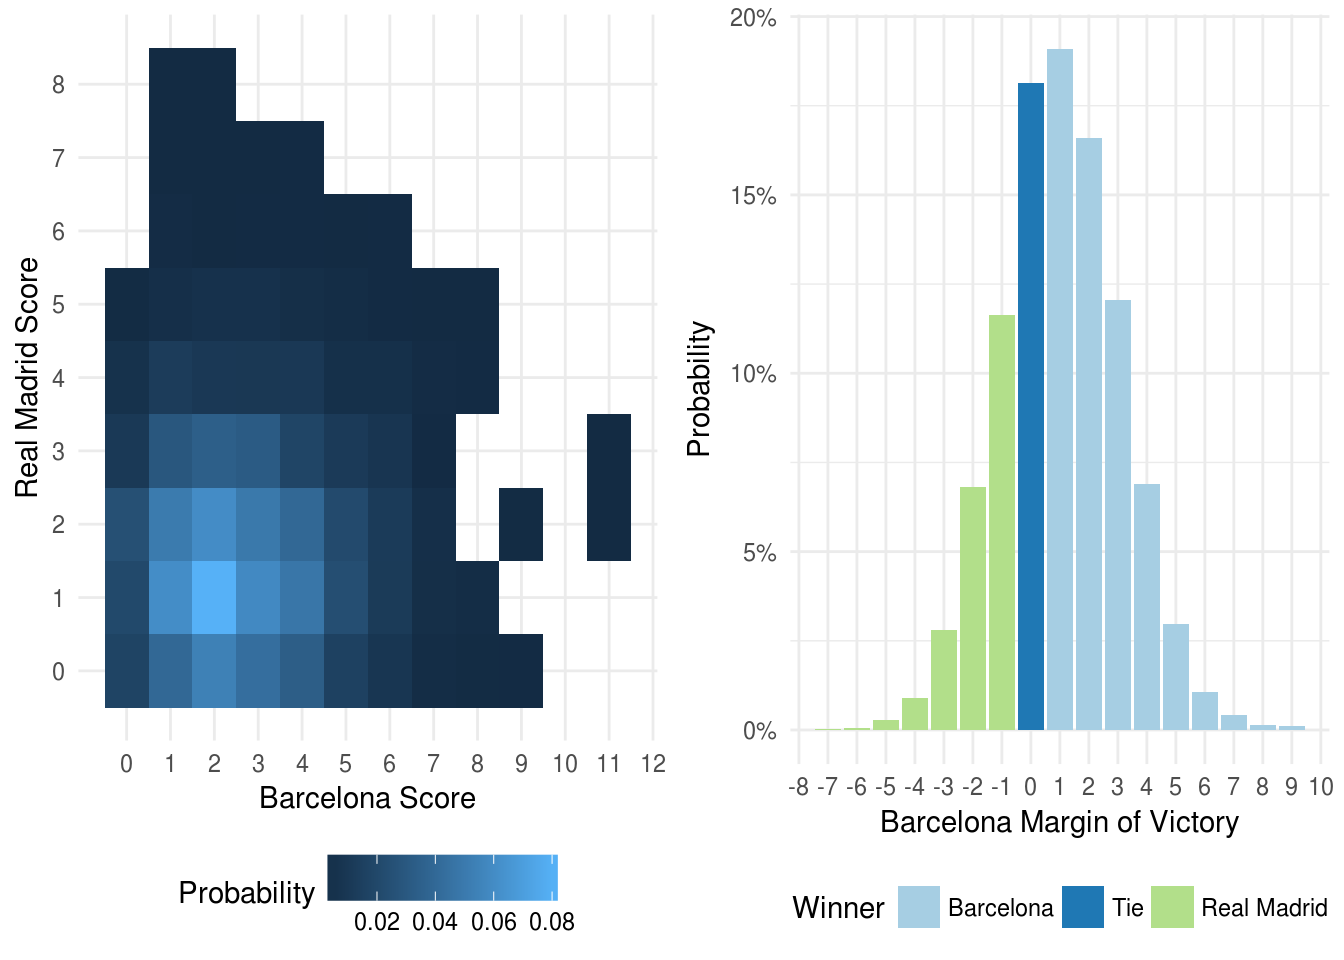 8
7
6
5
4
3
2
1
0
Real Madrid Score
0 1 2 3 4 5 6 7 8 9 10 11 12
Barcelona Score
Probability
0.02 0.04 0.06 0.08
20%
15%
10%
5%
0%
Probability
-8 -7 -6 -5 -4 -3 -2 -1 0 1 2 3 4 5 6 7 8 9 10
Barcelona Margin of Victory
Winner Barcelona Tie Real Madrid